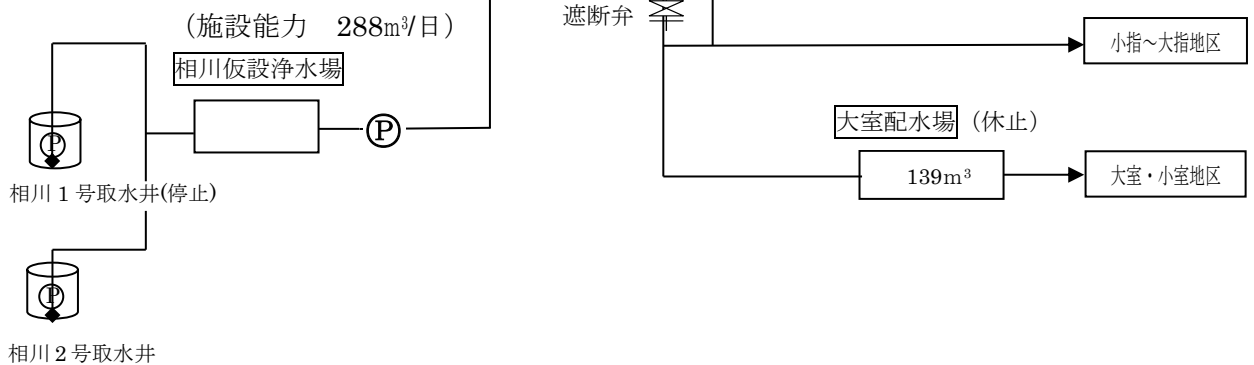 (施設能力　288m³/日)
相川仮設浄水場
P
P
相川1号取水井(停止)
P
相川2号取水井
遮断弁
小指～大指地区
大室配水場 (休止)
139m³
大室・小室地区